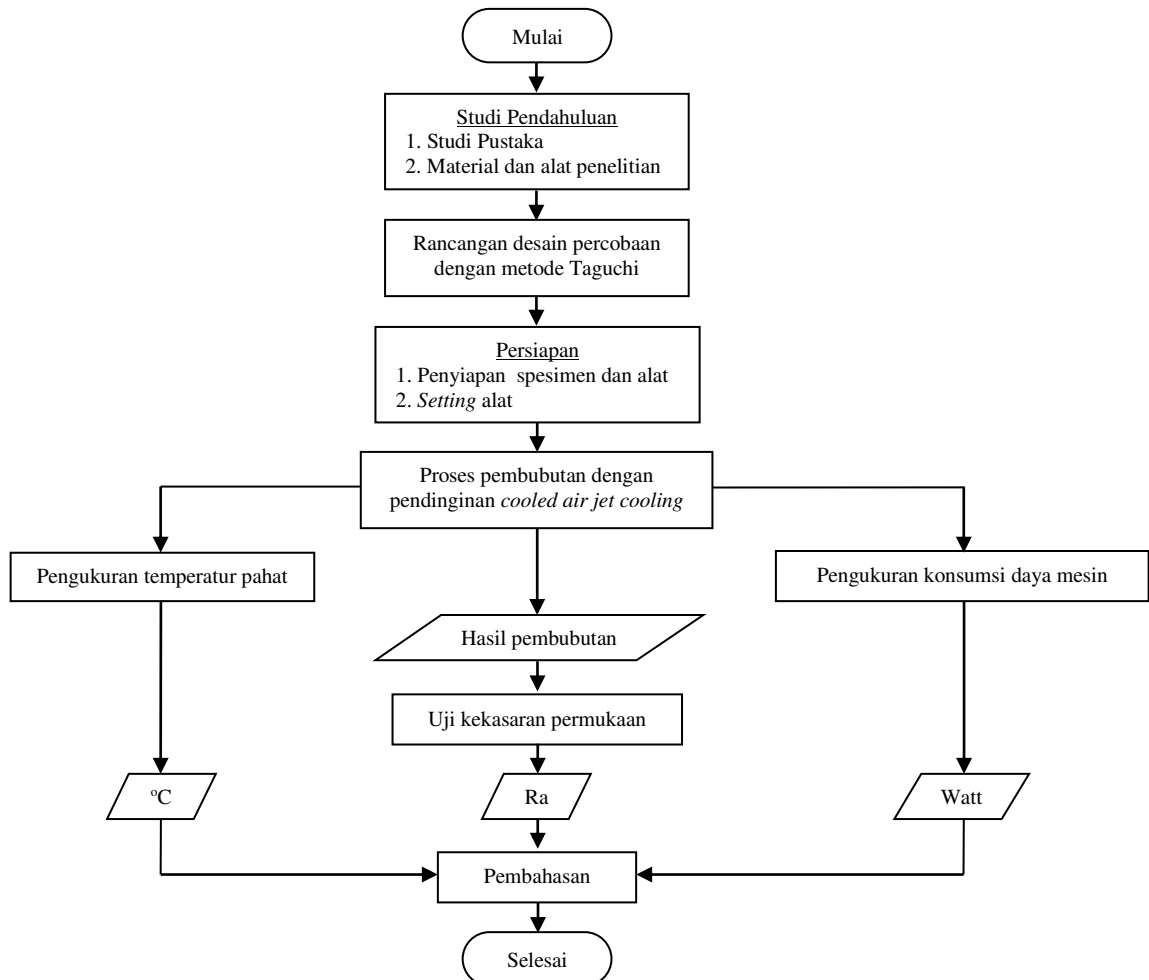 Mulai
Studi Pendahuluan
1. Studi Pustaka
2. Material dan alat penelitian
Rancangan desain percobaan
dengan metode Taguchi
Persiapan
1. Penyiapan spesimen dan alat
2. Setting alat
Proses pembubutan dengan
pendinginan cooled air jet cooling
Pengukuran temperatur pahat
Pengukuran konsumsi daya mesin
Hasil pembubutan
Uji kekasaran permukaan
°C
Ra
Watt
Pembahasan
Selesai